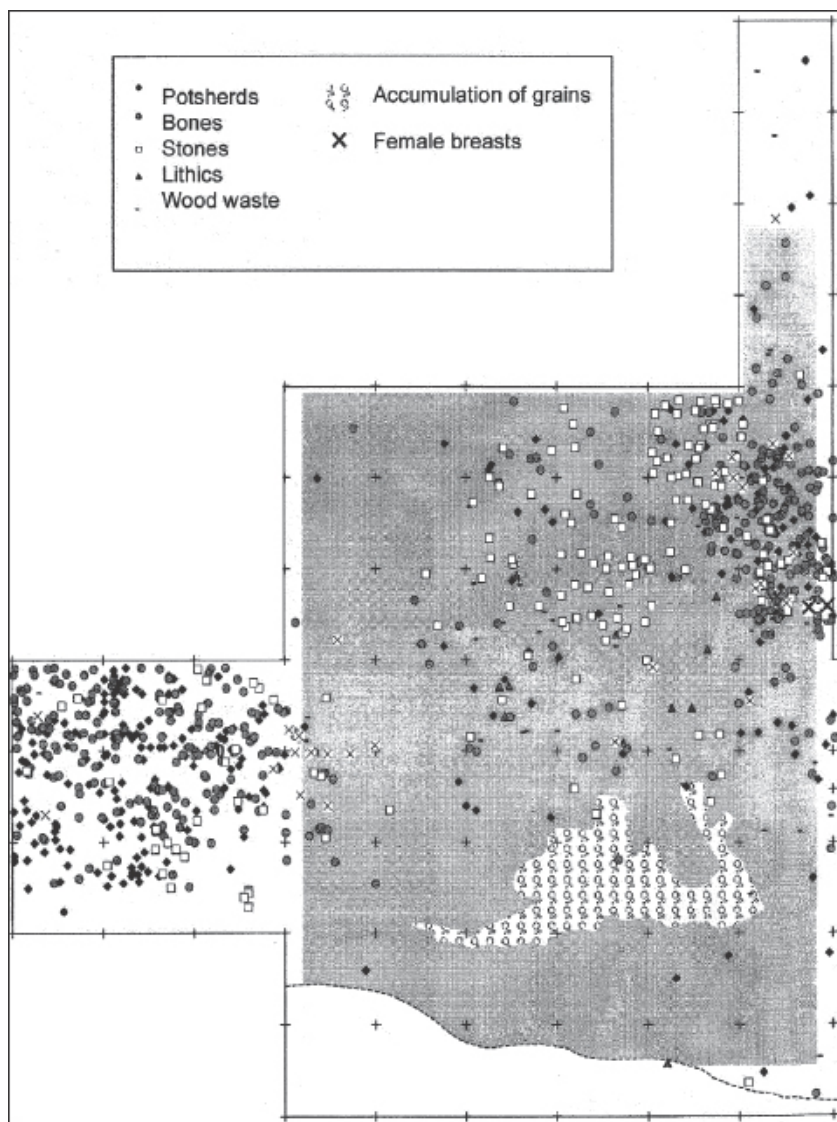 Potsherds
Bones
Stones
Lithics
Wood waste
Accumulation of grains
Female breasts